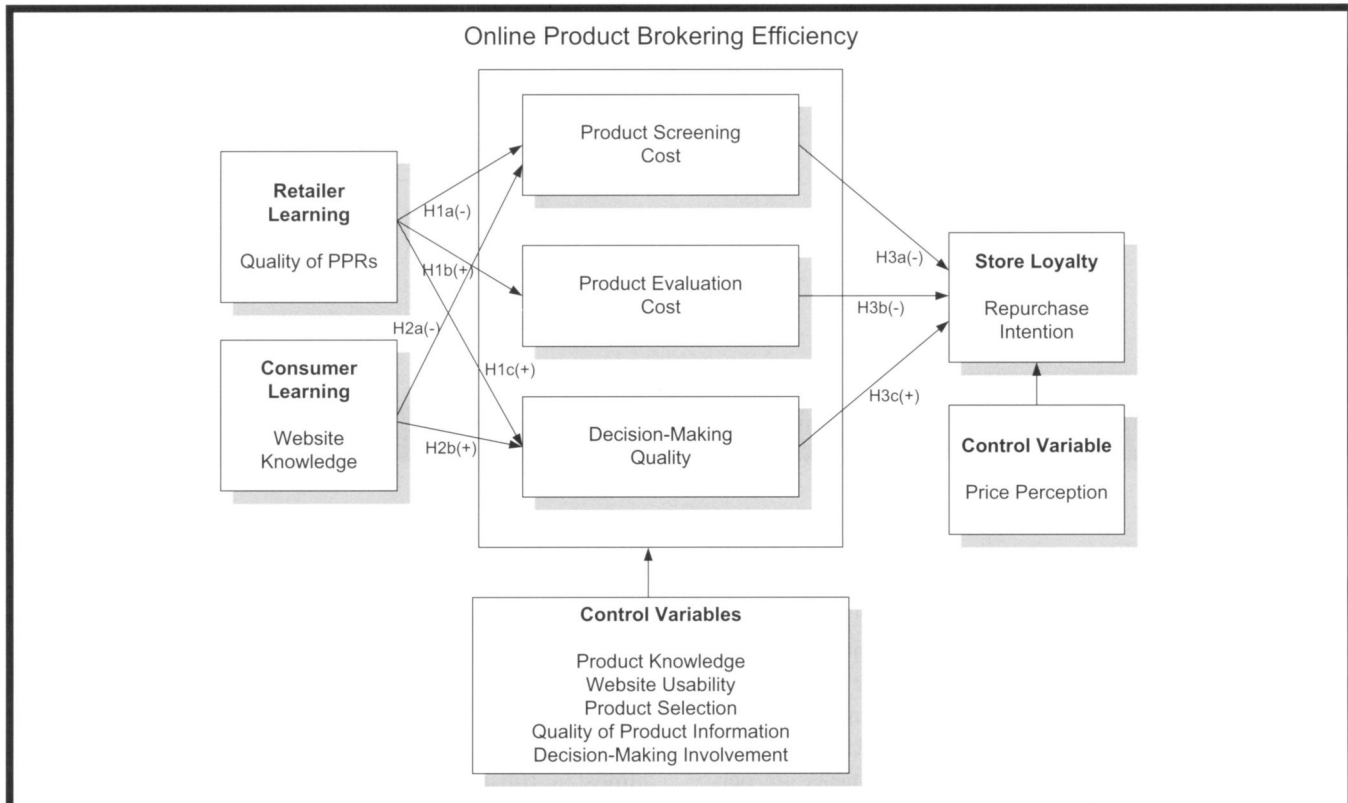 Online Product Brokering Efficiency
Retailer
Learning
Quality of PPRs
Consumer
Learning
Website
Knowledge
H1a(-)
H1b(+)
H2a(-)
H1c(+)
H2b(+)
Product Screening
Cost
Product Evaluation
Cost
Decision-Making
Quality
H3a(-)
H3b(-)
H3c(+)
Store Loyalty
Repurchase
Intention
Control Variable
Price Perception
Control Variables
Product Knowledge
Website Usability
Product Selection
Quality of Product Information
Decision-Making Involvement